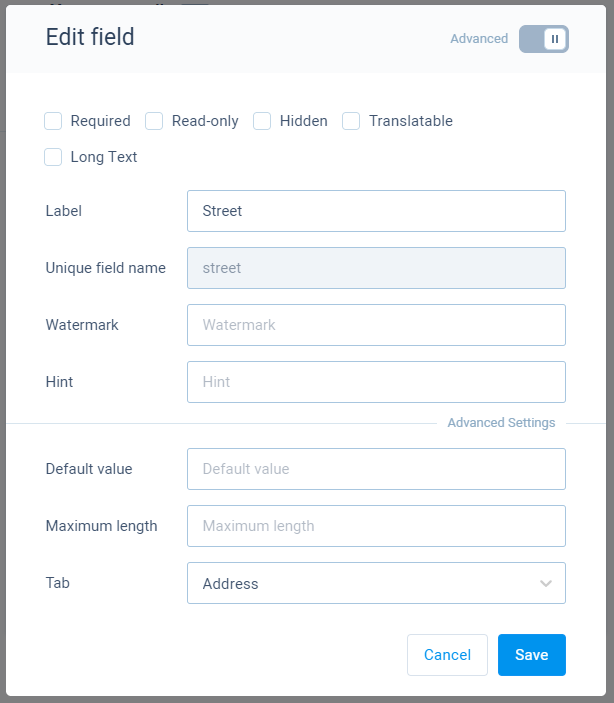 Edit field
Advanced
Required Read-only Hidden Translatable
Long Text
Label Street
Unique field name street
Watermark Watermark
Hint Hint
Advanced Settings
Default value Default value
Maximum length Maximum length
Tab Address
Cancel Save